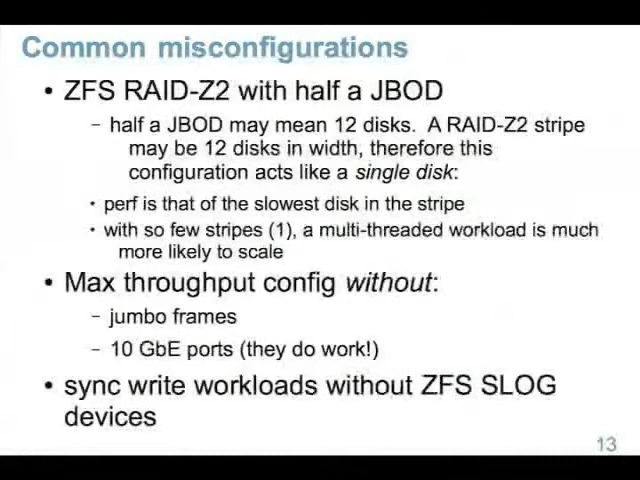 Common misconfigurations
• ZFS RAID-Z2 with half a JBOD
– half a JBOD may mean 12 disks. A RAID-Z2 stripe
may be 12 disks in width, therefore this
configuration acts like a single disk:
• perf is that of the slowest disk in the stripe
• with so few stripes (1), a multi-threaded workload is much
more likely to scale
• Max throughput config without:
– jumbo frames
– 10 GbE ports (they do work!)
• sync write workloads without ZFS SLOG
devices
13